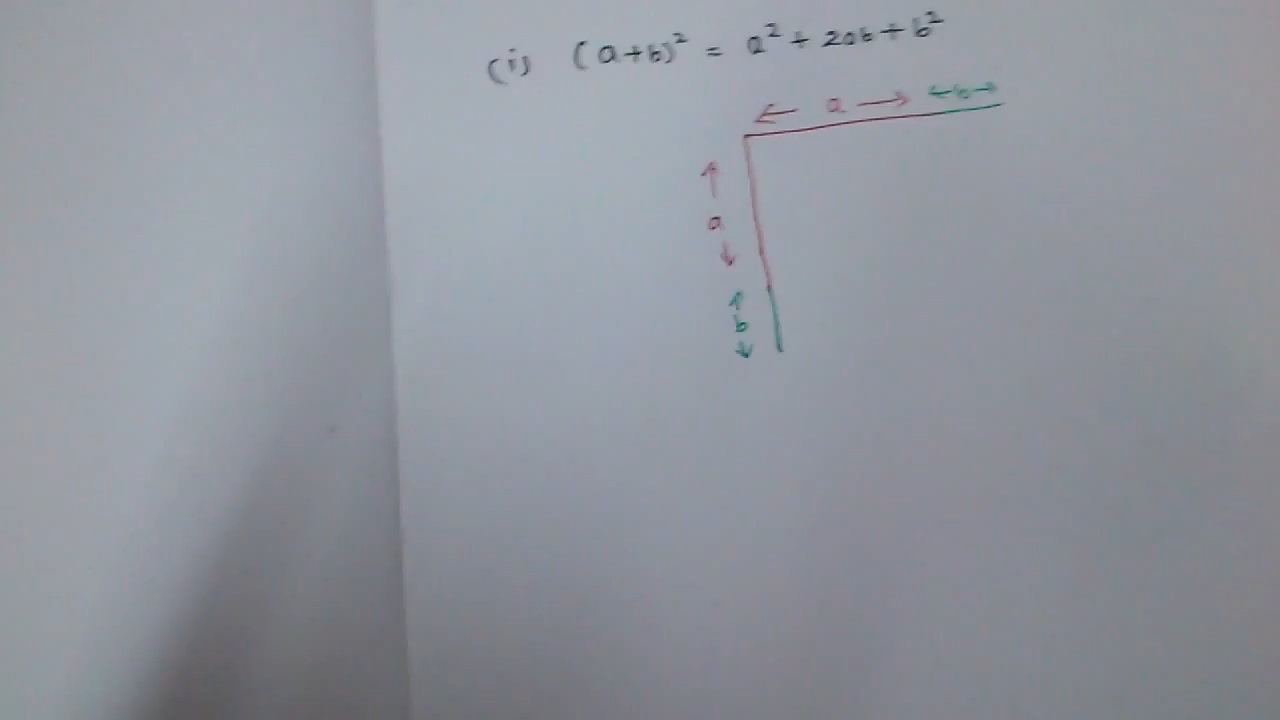 (i) (a+b)² = a² + 2ab + b²
← a → ←b→
↑
a
↓
↑
b
↓